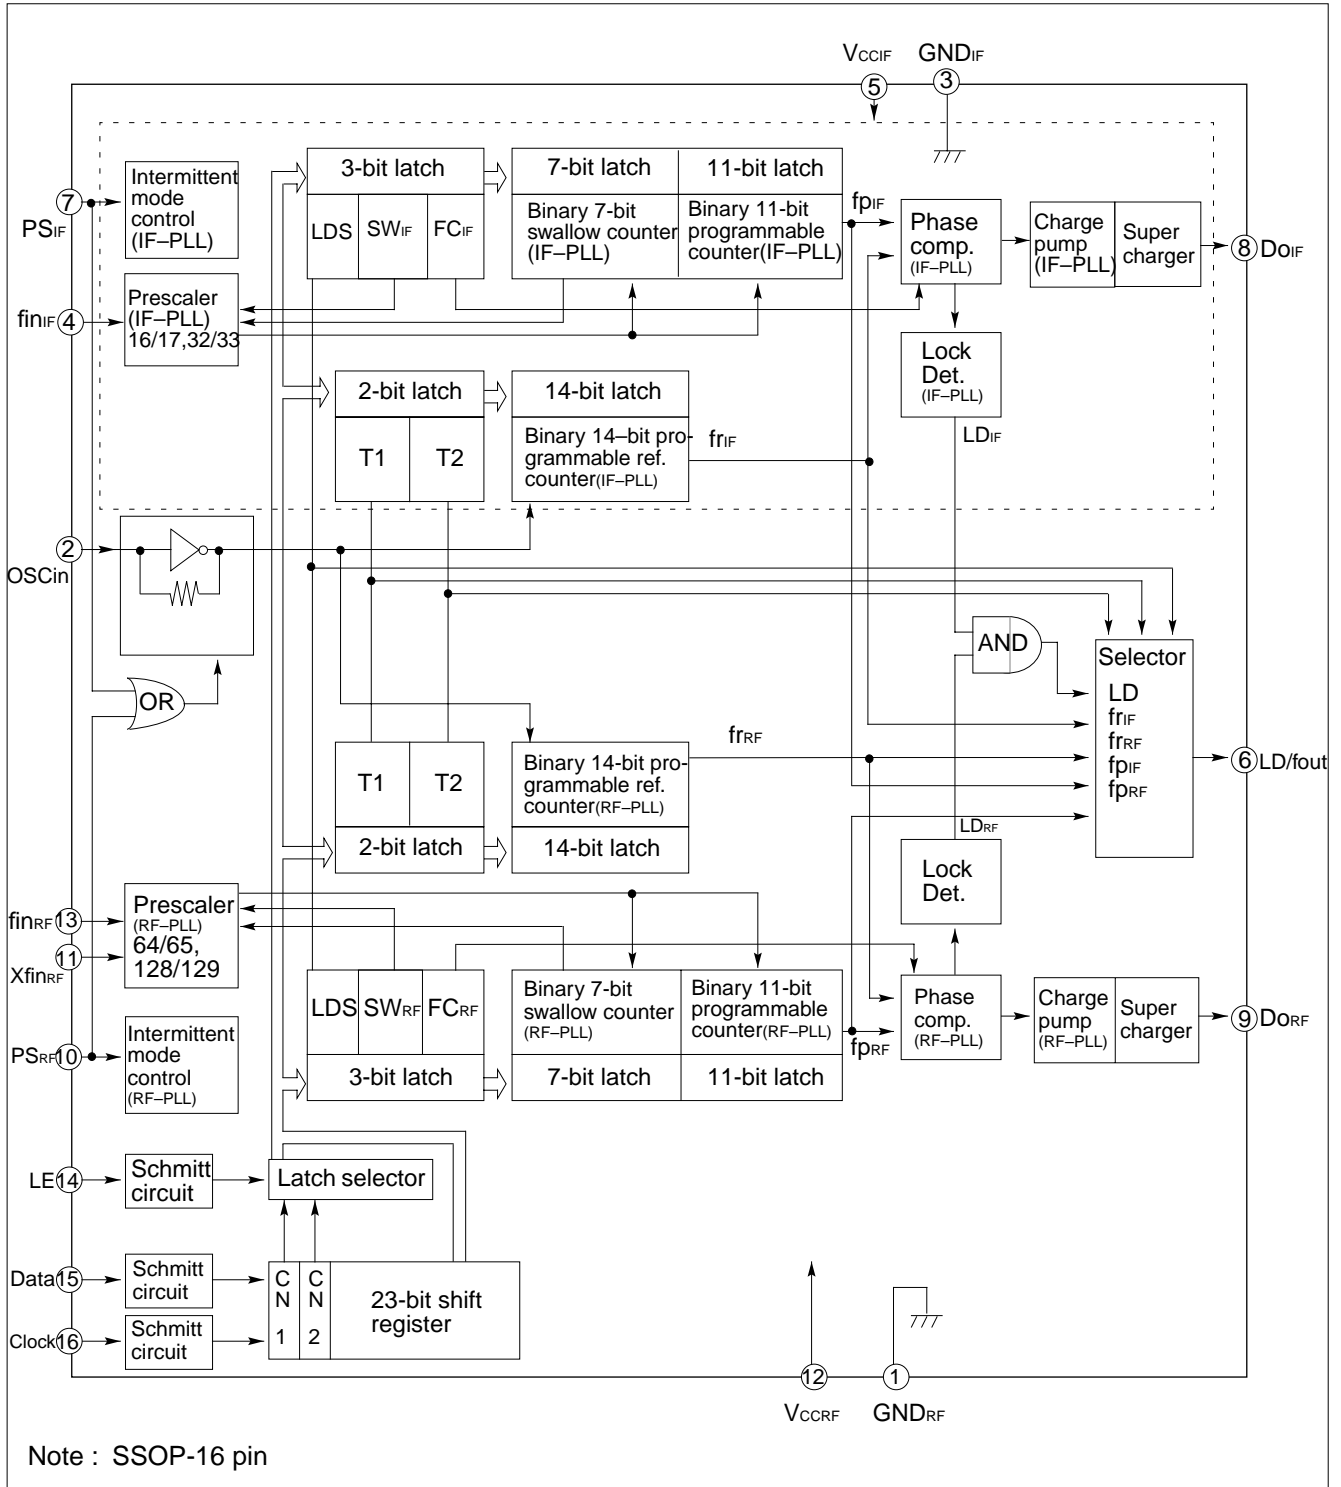 VCCIF
GNDIF
5
3
Intermittent
mode
control
(IF–PLL)
7
PSIF
3-bit latch
LDS
SWIF
FCIF
7-bit latch
11-bit latch
Binary 7-bit
swallow counter
(IF–PLL)
Binary 11-bit
programmable
counter(IF–PLL)
fpIF
Phase
comp.
(IF–PLL)
Charge
pump
(IF–PLL)
Super
charger
8
DoIF
Prescaler
(IF–PLL)
16/17,32/33
finIF
4
Lock
Det.
(IF–PLL)
LDIF
2-bit latch
T1
T2
14-bit latch
Binary 14–bit pro-
grammable ref.
counter(IF–PLL)
frIF
2
OSCin
OR
AND
Selector
LD
frIF
frRF
fpIF
fpRF
6
LD/fout
T1
T2
2-bit latch
Binary 14-bit pro-
grammable ref.
counter(RF–PLL)
14-bit latch
frRF
LDRF
Lock
Det.
finRF
13
11
XfinRF
Prescaler
(RF–PLL)
64/65,
128/129
LDS
SWRF
FCRF
3-bit latch
Binary 7-bit
swallow counter
(RF–PLL)
Binary 11-bit
programmable
counter(RF–PLL)
7-bit latch
11-bit latch
fpRF
Phase
comp.
(RF–PLL)
Charge
pump
(RF–PLL)
Super
charger
9
DoRF
PSRF
10
Intermittent
mode
control
(RF–PLL)
LE
14
Schmitt
circuit
Latch selector
Data
15
Schmitt
circuit
C
N
1
C
N
2
23-bit shift
register
Clock
16
Schmitt
circuit
12
1
VCCRF
GNDRF
Note : SSOP-16 pin